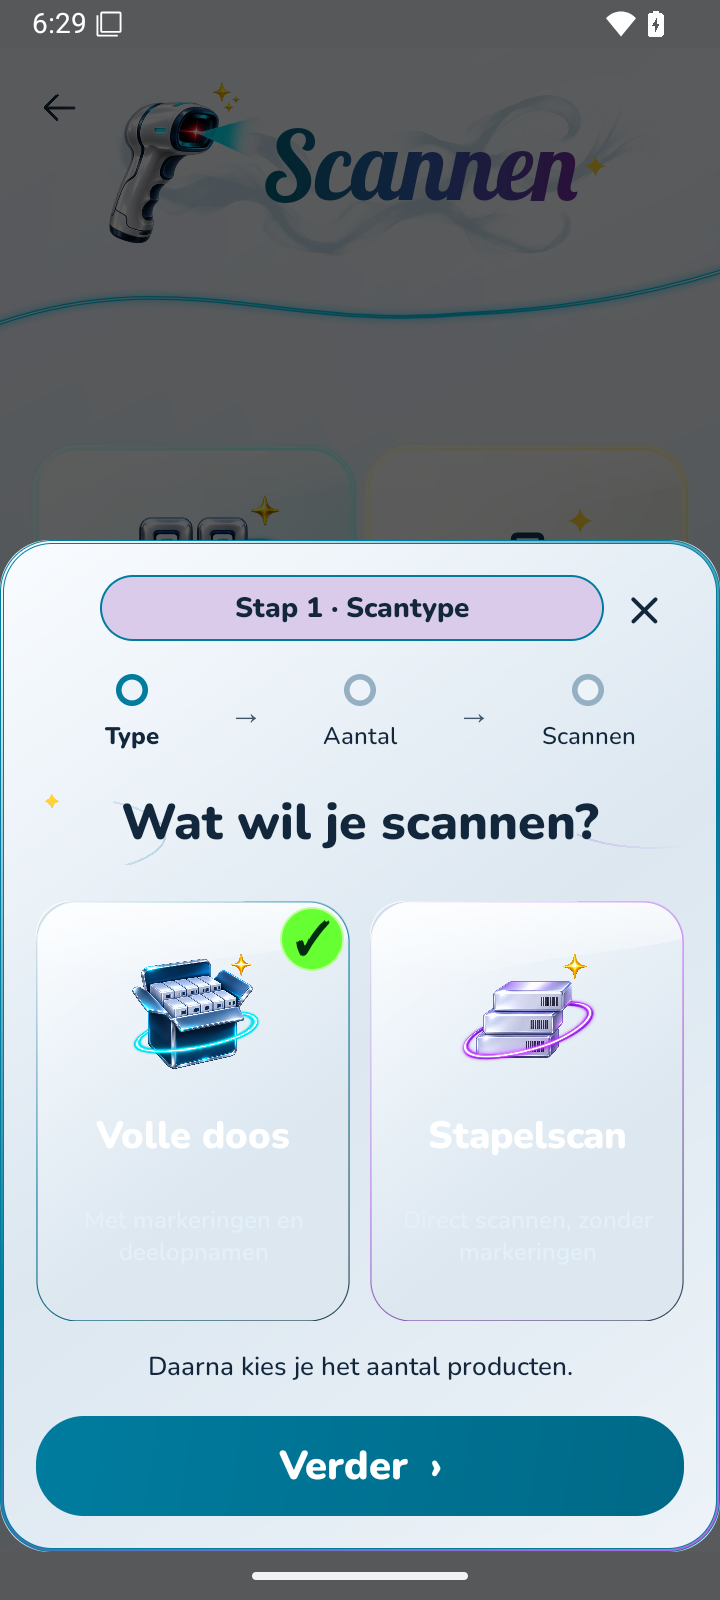 6:29
Scannen
Stap 1 · Scantype
Type → Aantal → Scannen
Wat wil je scannen?
Volle doos
Met markeringen en
deelopnamen
Stapelscan
Direct scannen, zonder
markeringen
Daarna kies je het aantal producten.
Verder ›